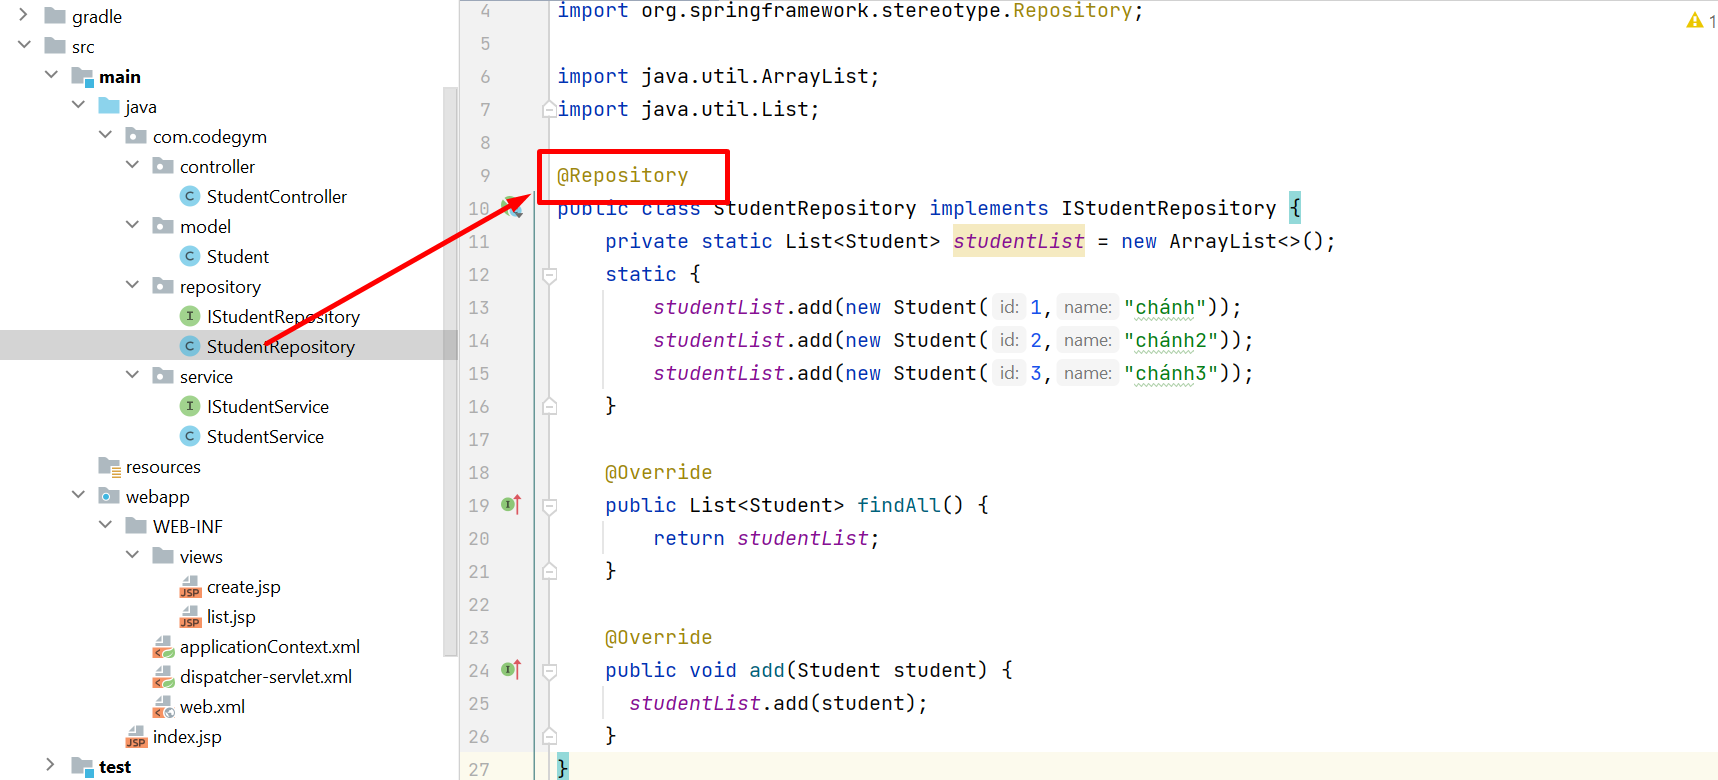 gradle
src
main
java
com.codegym
controller
StudentController
model
Student
repository
IStudentRepository
StudentRepository
service
IStudentService
StudentService
resources
webapp
WEB-INF
views
create.jsp
list.jsp
applicationContext.xml
dispatcher-servlet.xml
web.xml
index.jsp
test
4 import org.springframework.stereotype.Repository;
5
6 import java.util.ArrayList;
7 import java.util.List;
8
9 @Repository
10 public class StudentRepository implements IStudentRepository {
11 private static List<Student> studentList = new ArrayList<>();
12 static {
13 studentList.add(new Student( id: 1, name: "chánh"));
14 studentList.add(new Student( id: 2, name: "chánh2"));
15 studentList.add(new Student( id: 3, name: "chánh3"));
16 }
17
18 @Override
19 public List<Student> findAll() {
20 return studentList;
21 }
22
23 @Override
24 public void add(Student student) {
25 studentList.add(student);
26 }
27 }
1